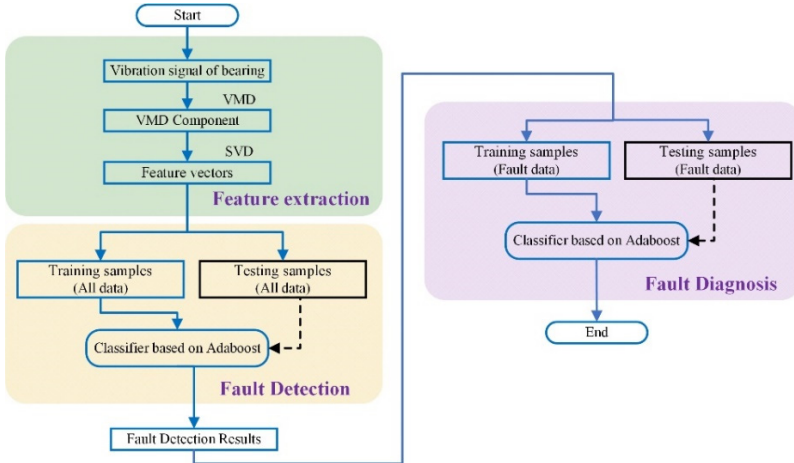 Start
Vibration signal of bearing
VMD
VMD Component
SVD
Feature vectors
Feature extraction
Training samples
(All data)
Testing samples
(All data)
Classifier based on Adaboost
Fault Detection
Fault Detection Results
Training samples
(Fault data)
Testing samples
(Fault data)
Classifier based on Adaboost
Fault Diagnosis
End